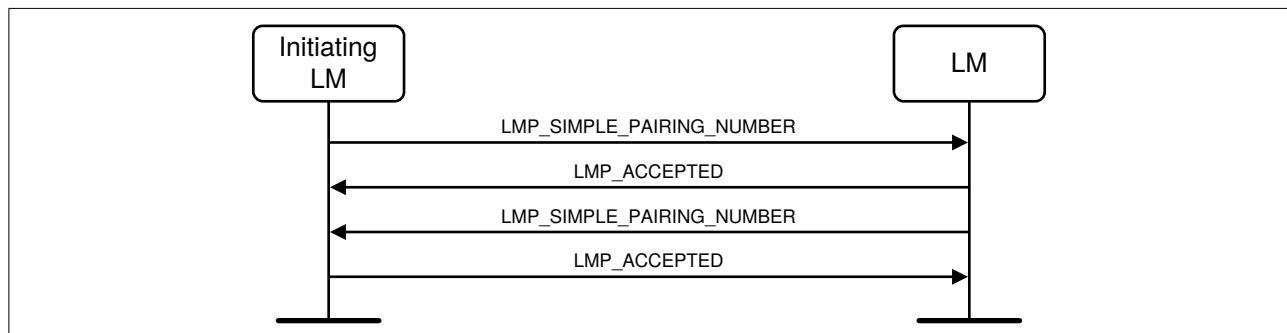 Initiating
LM
LM
LMP_SIMPLE_PAIRING_NUMBER
LMP_ACCEPTED
LMP_SIMPLE_PAIRING_NUMBER
LMP_ACCEPTED